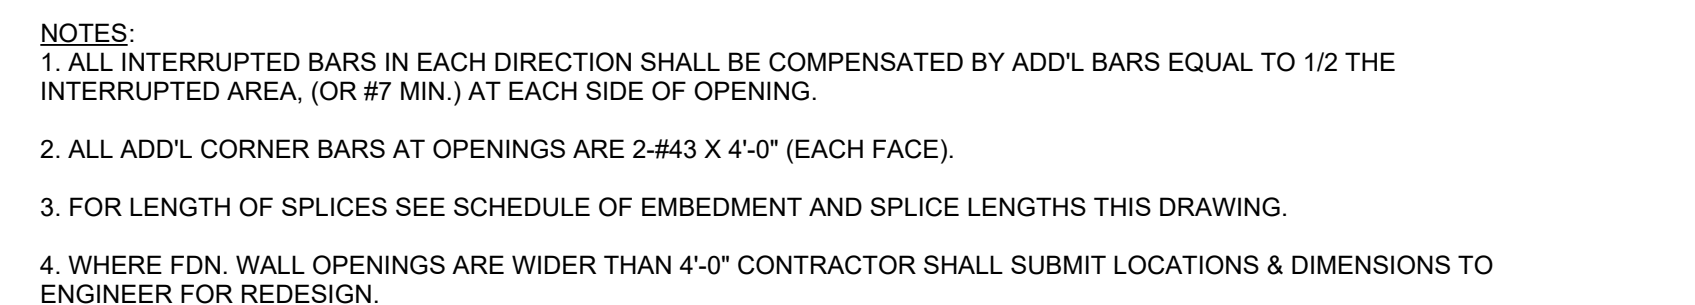 NOTES:
1. ALL INTERRUPTED BARS IN EACH DIRECTION SHALL BE COMPENSATED BY ADD'L BARS EQUAL TO 1/2 THE
INTERRUPTED AREA, (OR #7 MIN.) AT EACH SIDE OF OPENING.
2. ALL ADD'L CORNER BARS AT OPENINGS ARE 2-#43 X 4'-0" (EACH FACE).
3. FOR LENGTH OF SPLICES SEE SCHEDULE OF EMBEDMENT AND SPLICE LENGTHS THIS DRAWING.
4. WHERE FDN. WALL OPENINGS ARE WIDER THAN 4'-0" CONTRACTOR SHALL SUBMIT LOCATIONS & DIMENSIONS TO
ENGINEER FOR REDESIGN.